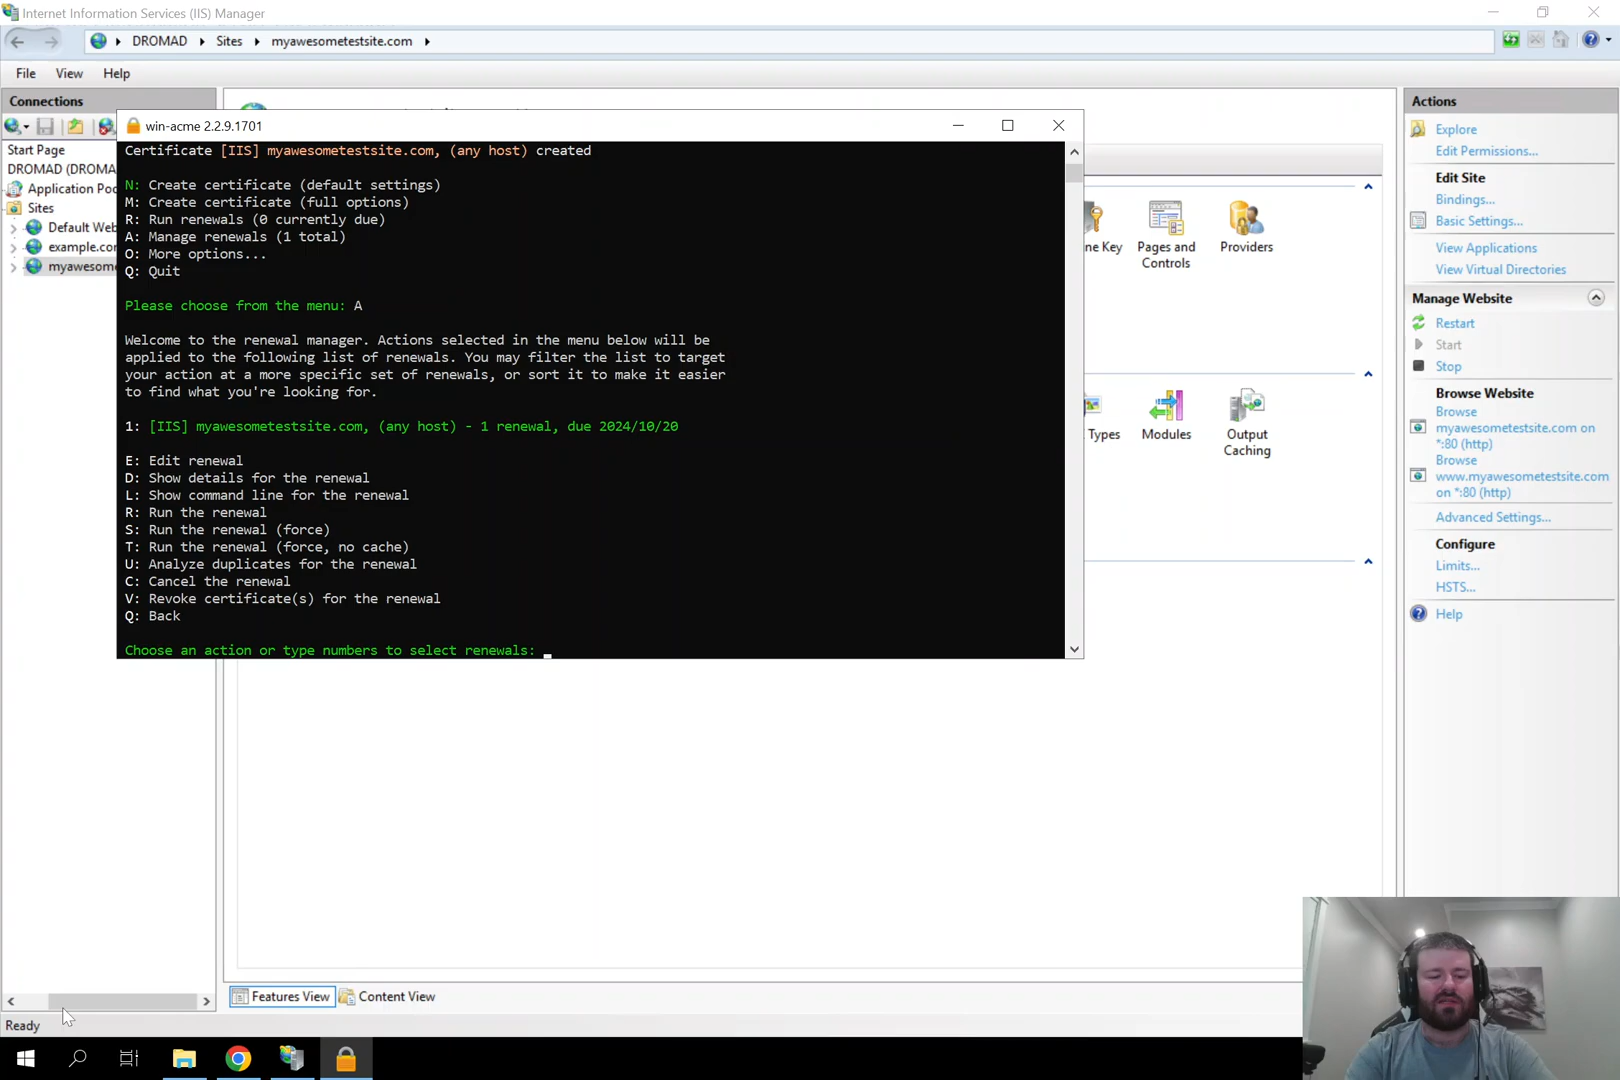 Internet Information Services (IIS) Manager
DROMAD
Sites
myawesometestsite.com
File
View
Help
Connections
Start Page
DROMAD (DROMA
Application Poo
Sites
Default Web
example.cor
myawesom
win-acme 2.2.9.1701
Certificate [IIS] myawesometestsite.com, (any host) created
N: Create certificate (default settings)
M: Create certificate (full options)
R: Run renewals (0 currently due)
A: Manage renewals (1 total)
O: More options...
Q: Quit
Please choose from the menu: A
Welcome to the renewal manager. Actions selected in the menu below will be
applied to the following list of renewals. You may filter the list to target
your action at a more specific set of renewals, or sort it to make it easier
to find what you're looking for.
1: [IIS] myawesometestsite.com, (any host) - 1 renewal, due 2024/10/20
E: Edit renewal
D: Show details for the renewal
L: Show command line for the renewal
R: Run the renewal
S: Run the renewal (force)
T: Run the renewal (force, no cache)
U: Analyze duplicates for the renewal
C: Cancel the renewal
V: Revoke certificate(s) for the renewal
Q: Back
Choose an action or type numbers to select renewals:
ne Key
Pages and
Controls
Providers
Types
Modules
Output
Caching
Actions
Explore
Edit Permissions...
Edit Site
Bindings...
Basic Settings...
View Applications
View Virtual Directories
Manage Website
Restart
Start
Stop
Browse Website
Browse
myawesometestsite.com on
*:80 (http)
Browse
www.myawesometestsite.com
on *:80 (http)
Advanced Settings...
Configure
Limits...
HSTS...
Help
Features View
Content View
Ready